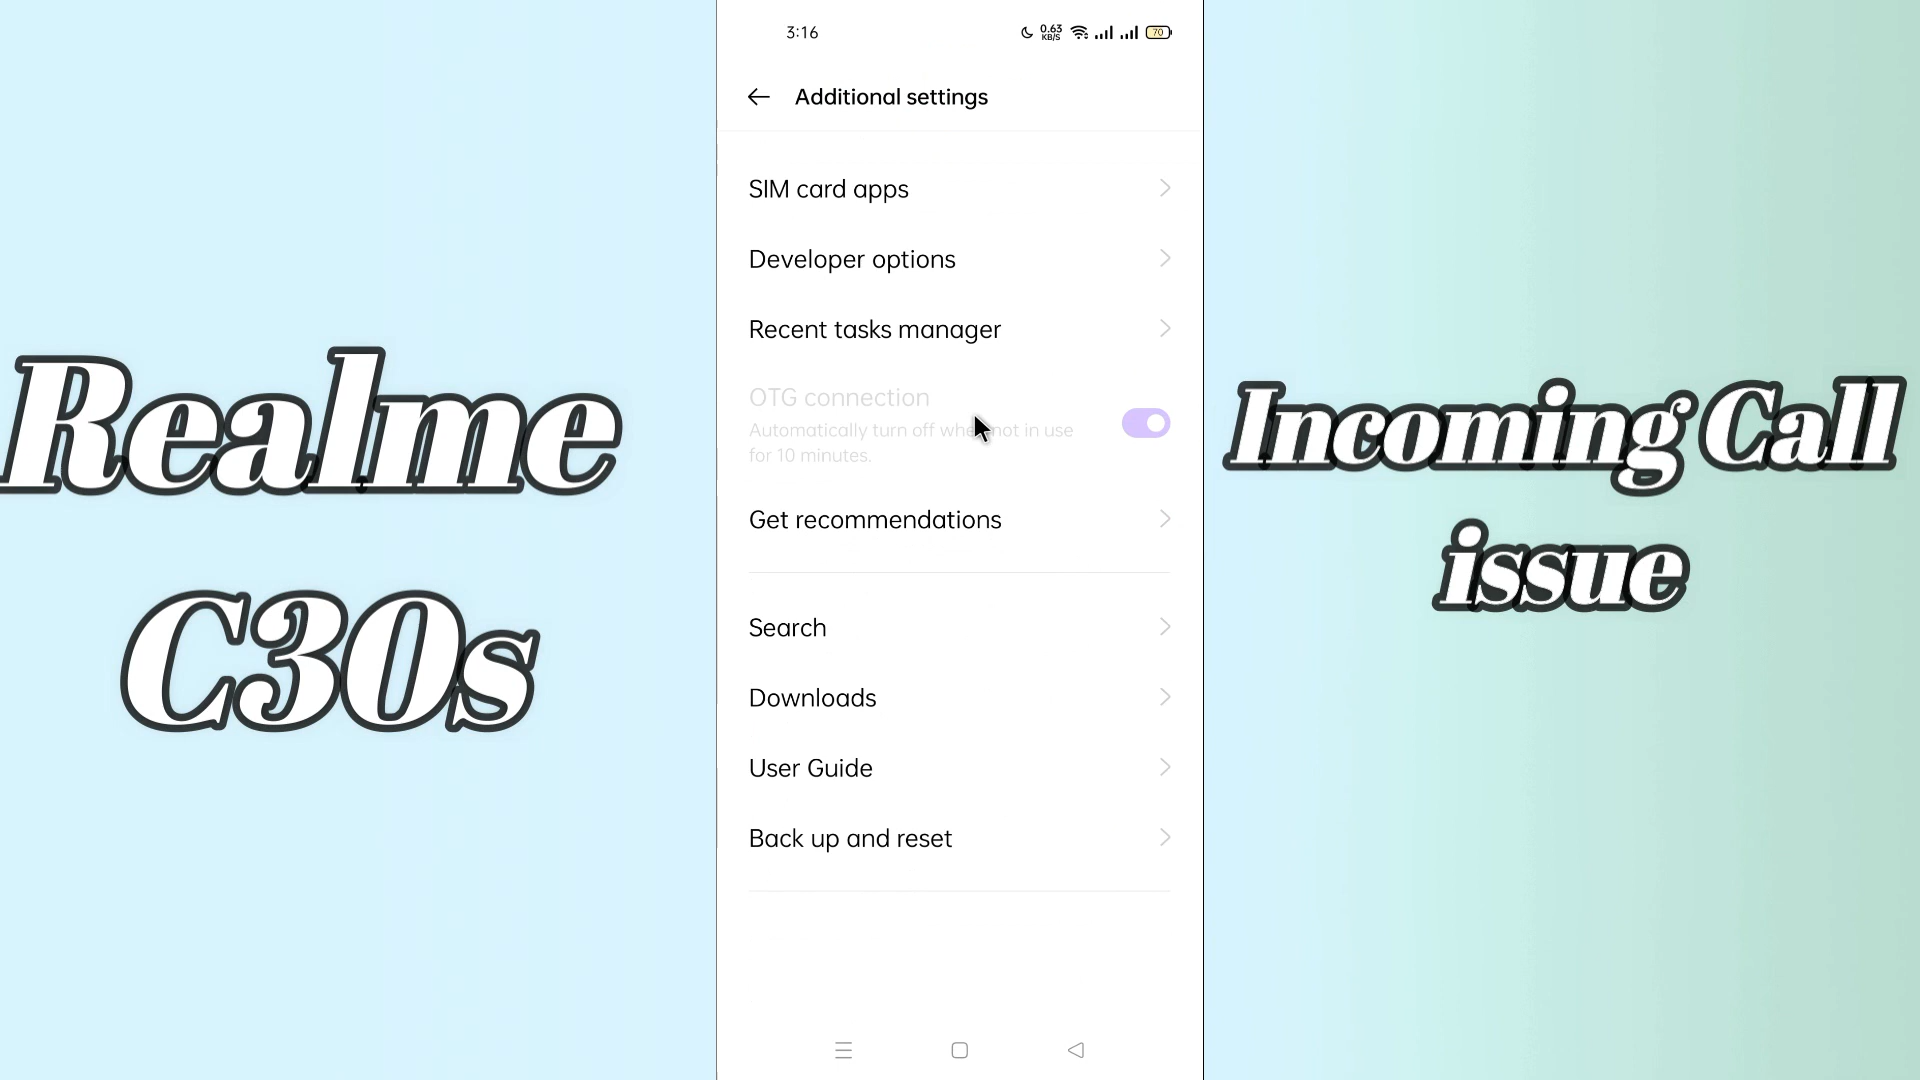 3:16
0.63
KB/S
70
Additional settings
SIM card apps
Developer options
Recent tasks manager
OTG connection
Automatically turn off when not in use
for 10 minutes.
Get recommendations
Search
Downloads
User Guide
Back up and reset
Realme
C30s
Incoming Call
issue